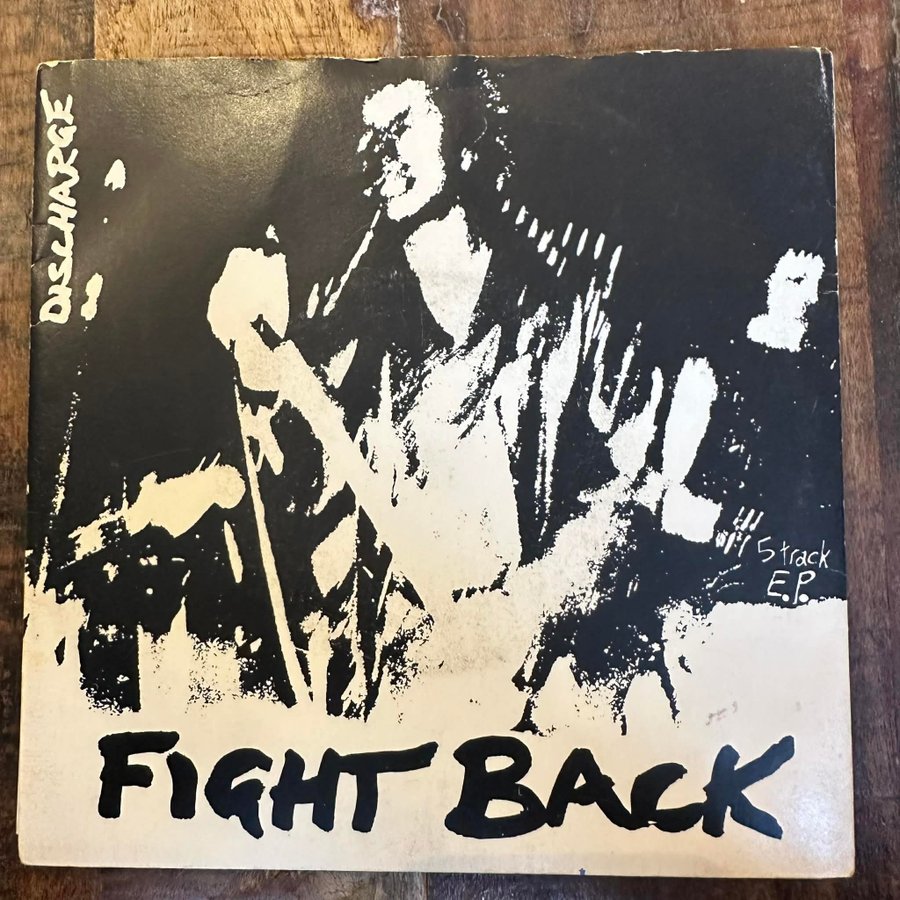 DISCHARGE
5 track
E.P.
FIGHT BACK